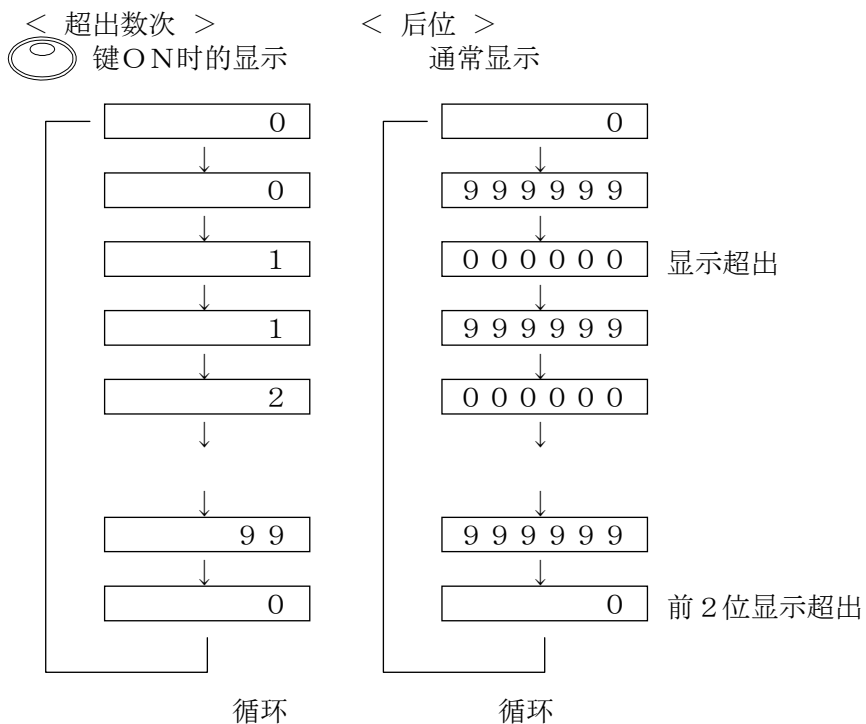 ＜ 超出数次 ＞　＜ 后位 ＞
键ＯＮ时的显示　通常显示
０　０
０　９９９９９９
１　００００００　显示超出
１　９９９９９９
２　００００００
９９　９９９９９９
０　０　前２位显示超出
循环　循环